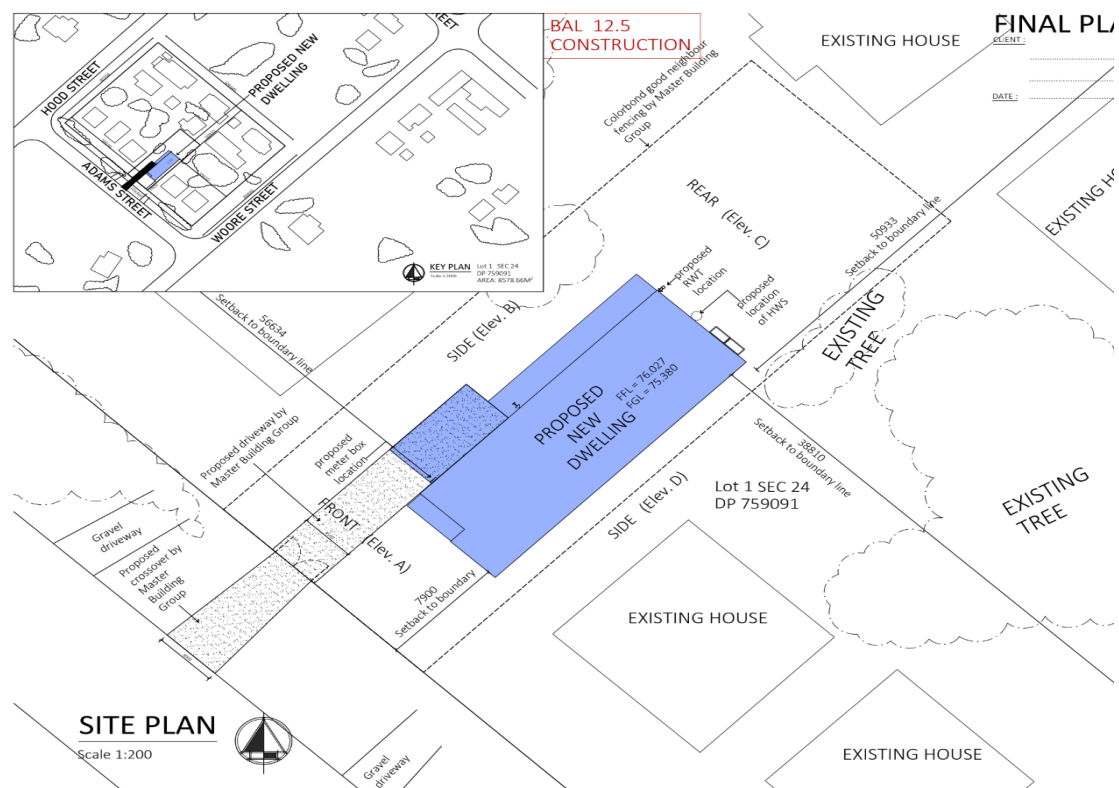 HOOD STREET
PROPOSED NEW
DWELLING
ADAMS STREET
WOORE STREET
KEY PLAN
Scale 1:2000
Lot 1 SEC 24
DP 759091
AREA: 8578.66M²
BAL 12.5
CONSTRUCTION
EXISTING HOUSE
FINAL PLA
CLIENT :
DATE :
Colorbond good neighbour
fencing by Master Building
Group
REAR (Elev. C)
50933
Setback to boundary line
EXISTING HO
56634
Setback to boundary line
SIDE (Elev. B)
proposed
RWT
location
proposed
location
of HWS
EXISTING
TREE
PROPOSED
NEW
DWELLING
FFL = 76.027
FGL = 75.380
Proposed driveway by
Master Building Group
proposed
meter box
location
FRONT (Elev. A)
38810
Setback to boundary line
Lot 1 SEC 24
DP 759091
SIDE (Elev. D)
EXISTING
TREE
Gravel
driveway
Proposed
crossover by
Master
Building
Group
7900
Setback to boundary
EXISTING HOUSE
SITE PLAN
Scale 1:200
Gravel
driveway
EXISTING HOUSE